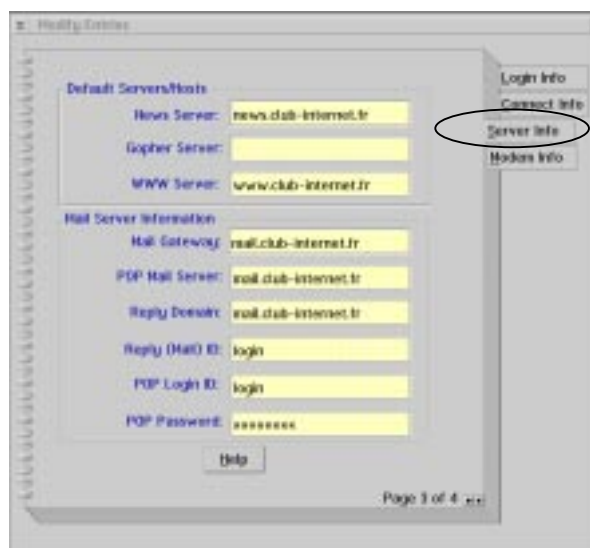 Modify Entries
Login Info
Connect Info
Server Info
Modem Info
Default Servers/Hosts
News Server: news.club-internet.fr
Gopher Server:
WWW Server: www.club-internet.fr
Mail Server Information
Mail Gateway: mail.club-internet.fr
POP Mail Server: mail.club-internet.fr
Reply Domain: mail.club-internet.fr
Reply (Mail) ID: login
POP Login ID: login
POP Password: ********
Help
Page 3 of 4